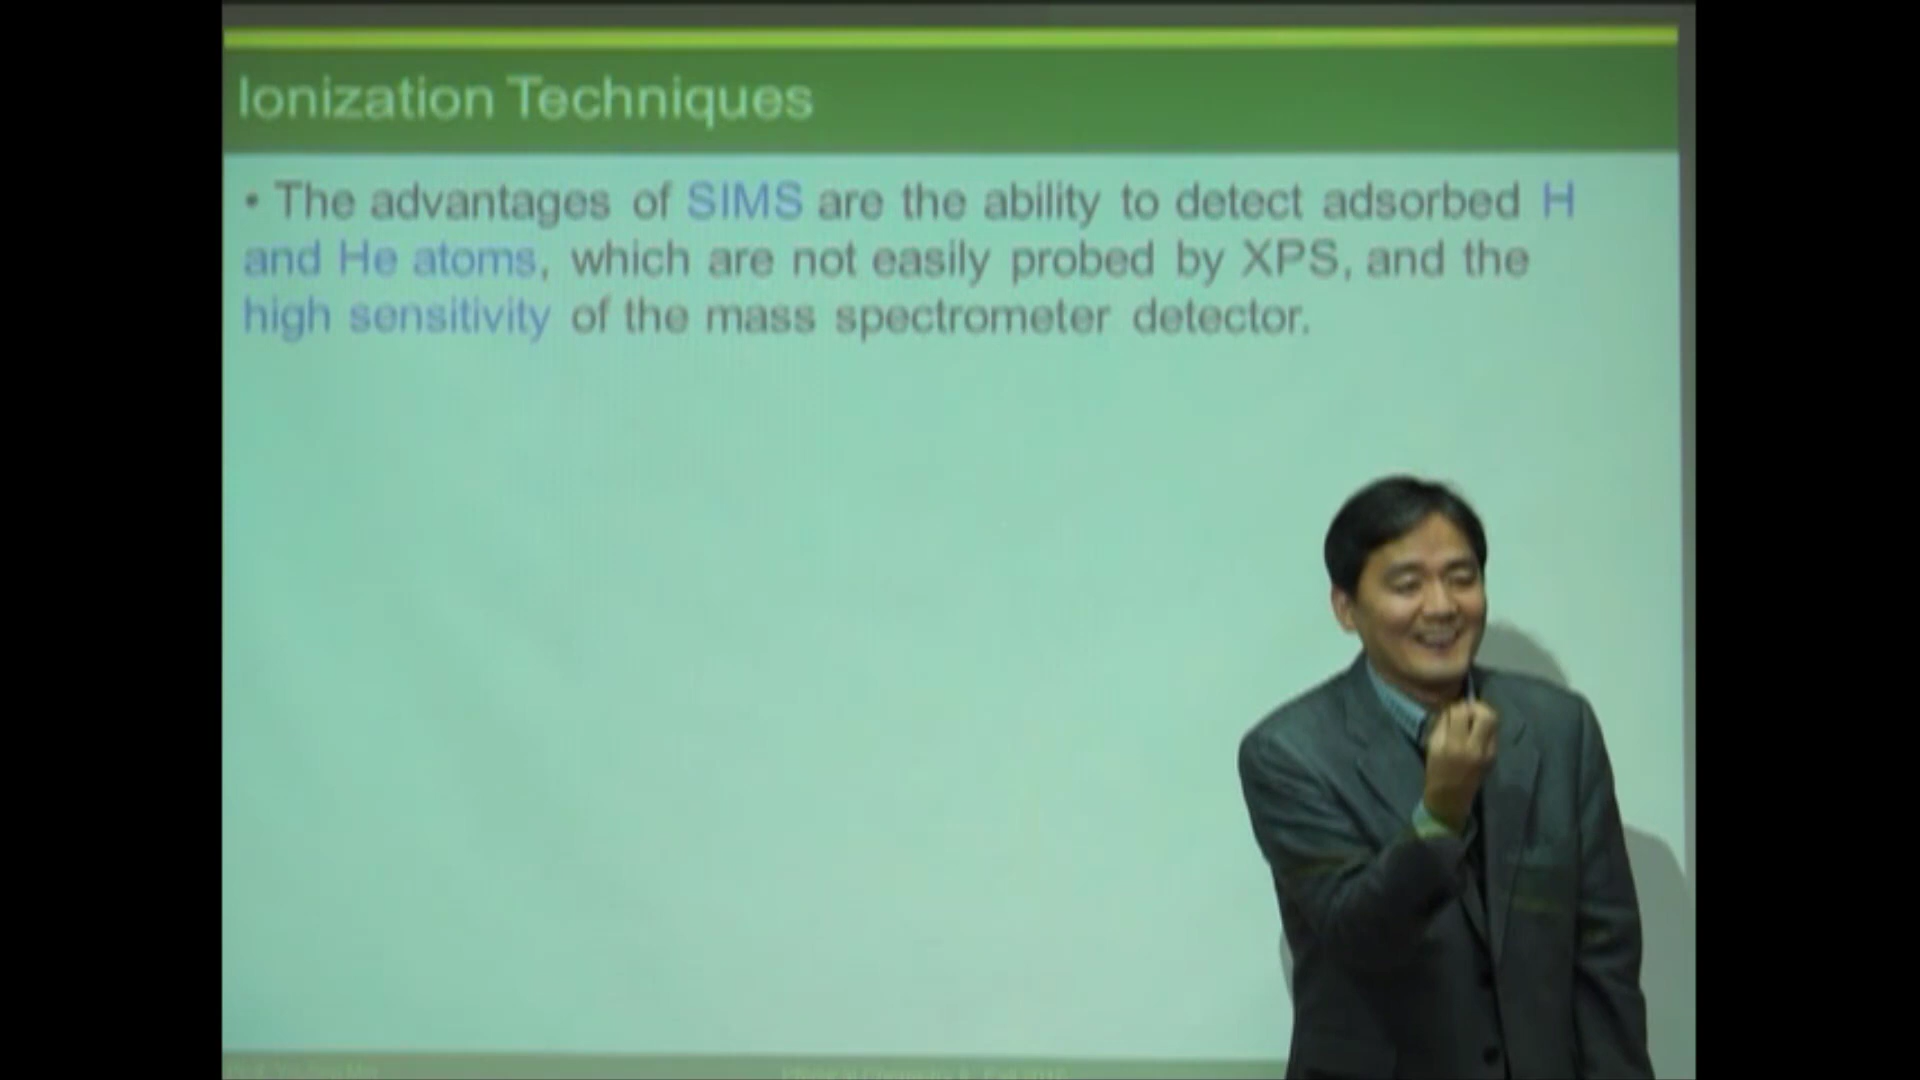 Ionization Techniques
• The advantages of SIMS are the ability to detect adsorbed H
and He atoms, which are not easily probed by XPS, and the
high sensitivity of the mass spectrometer detector.